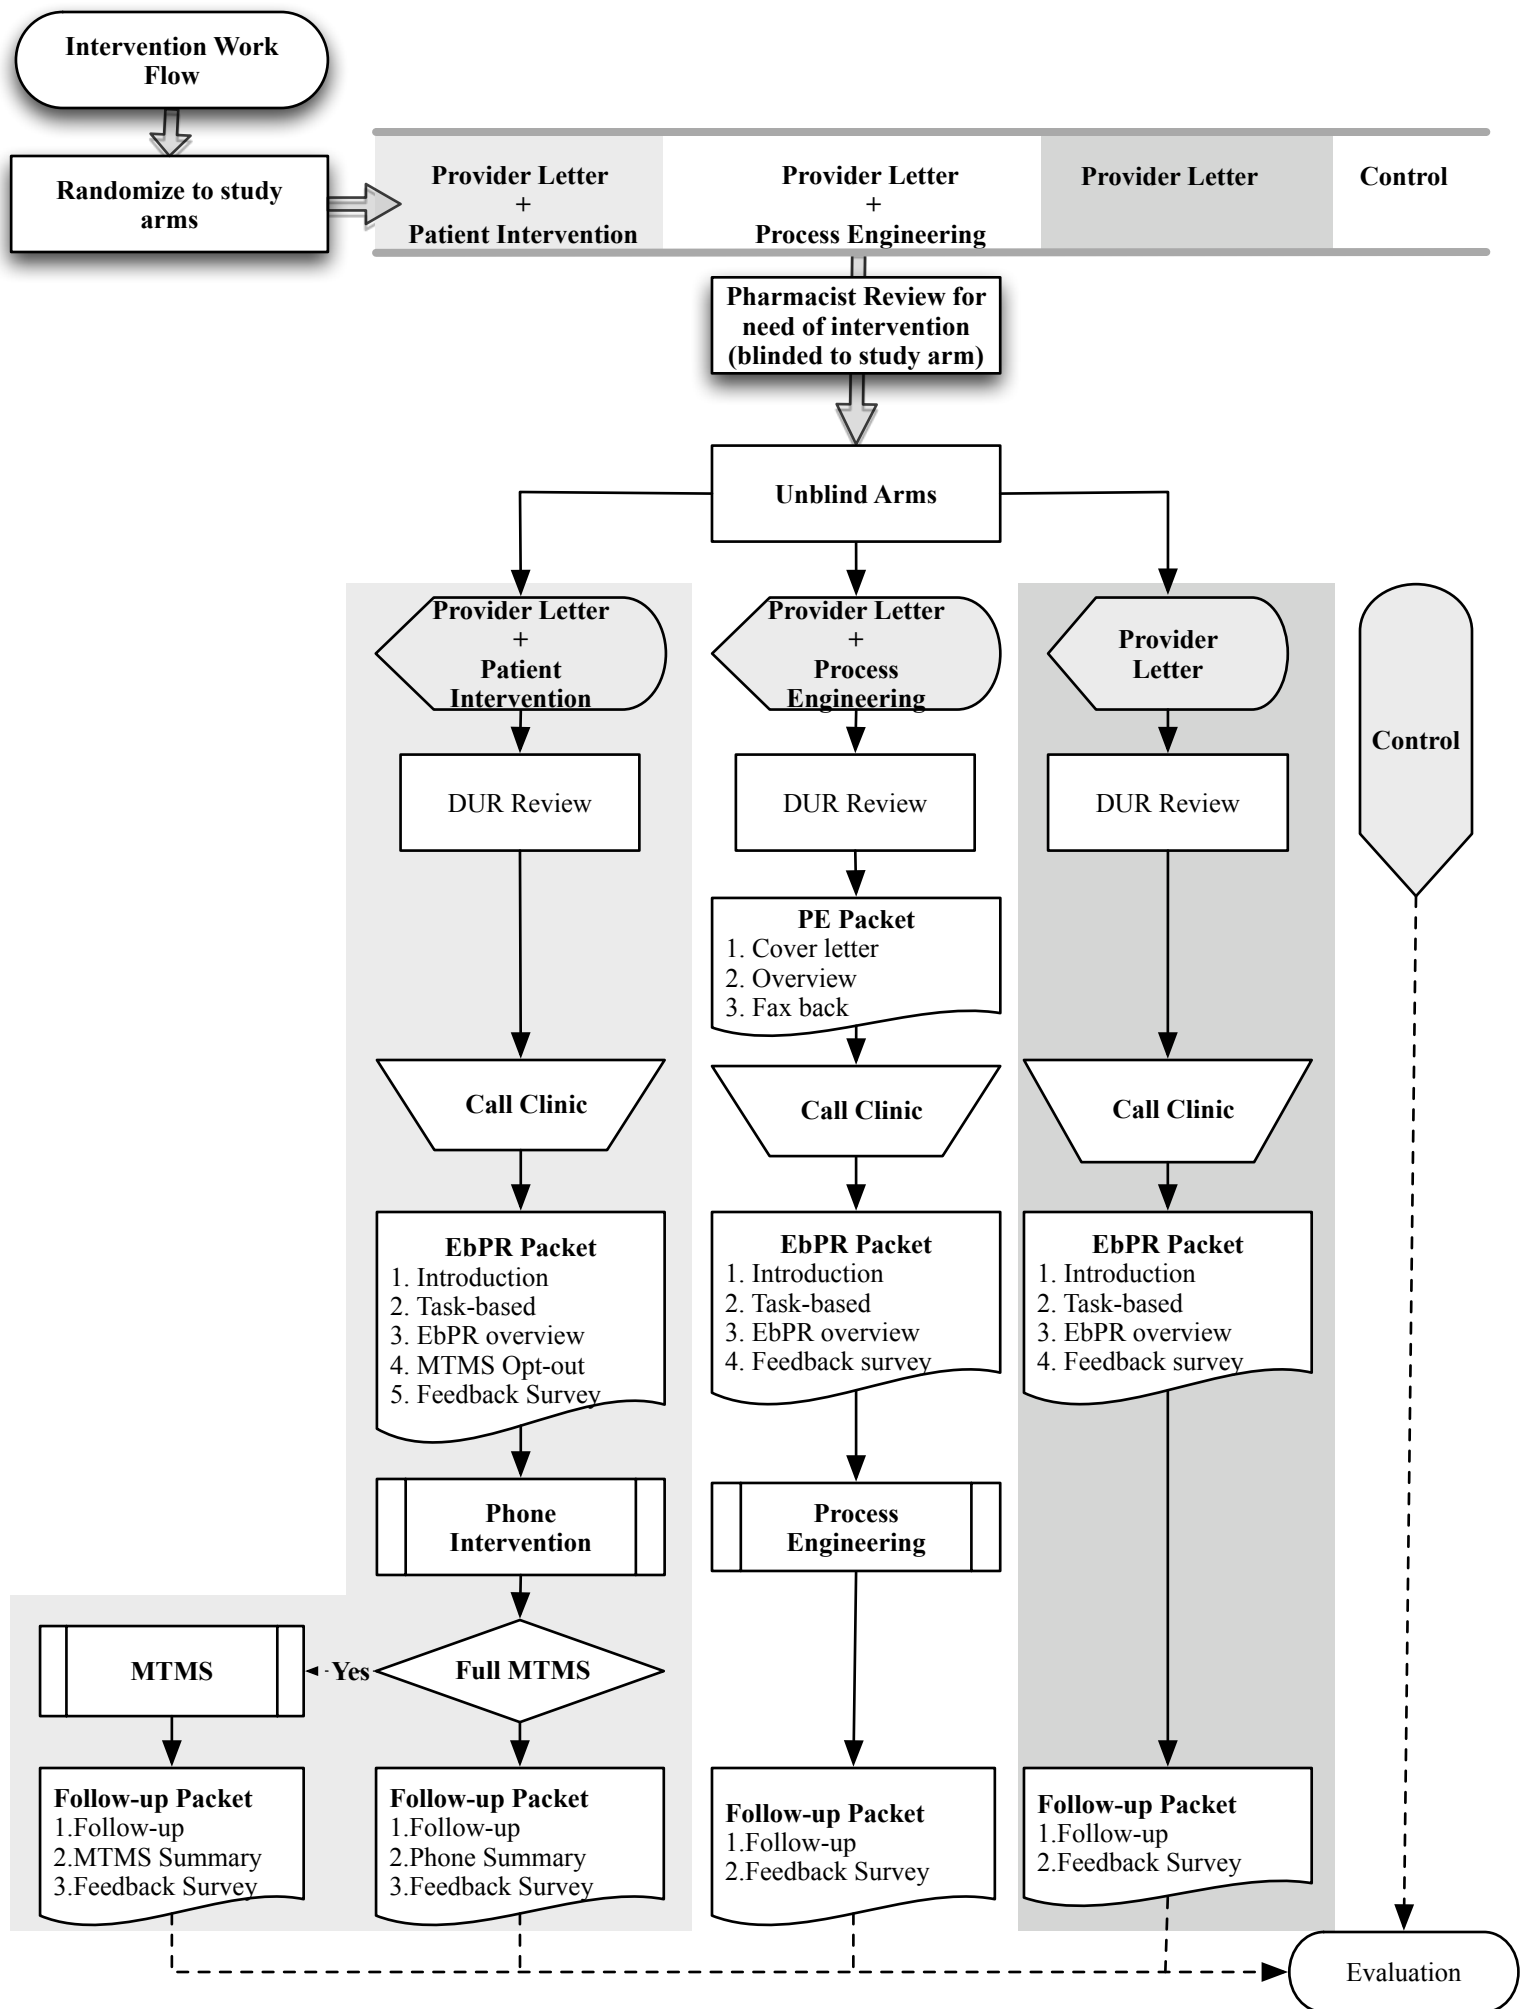 Intervention Work
Flow
Randomize to study
arms
Provider Letter
+
Patient Intervention
Provider Letter
+
Process Engineering
Provider Letter
Control
Pharmacist Review for
need of intervention
(blinded to study arm)
Unblind Arms
Provider Letter
+
Patient
Intervention
Provider Letter
+
Process
Engineering
Provider
Letter
Control
DUR Review
DUR Review
DUR Review
PE Packet
1. Cover letter
2. Overview
3. Fax back
Call Clinic
Call Clinic
Call Clinic
EbPR Packet
1. Introduction
2. Task-based
3. EbPR overview
4. MTMS Opt-out
5. Feedback Survey
EbPR Packet
1. Introduction
2. Task-based
3. EbPR overview
4. Feedback survey
EbPR Packet
1. Introduction
2. Task-based
3. EbPR overview
4. Feedback survey
Phone
Intervention
Process
Engineering
MTMS
Yes
Full MTMS
Follow-up Packet
1.Follow-up
2.MTMS Summary
3.Feedback Survey
Follow-up Packet
1.Follow-up
2.Phone Summary
3.Feedback Survey
Follow-up Packet
1.Follow-up
2.Feedback Survey
Follow-up Packet
1.Follow-up
2.Feedback Survey
Evaluation